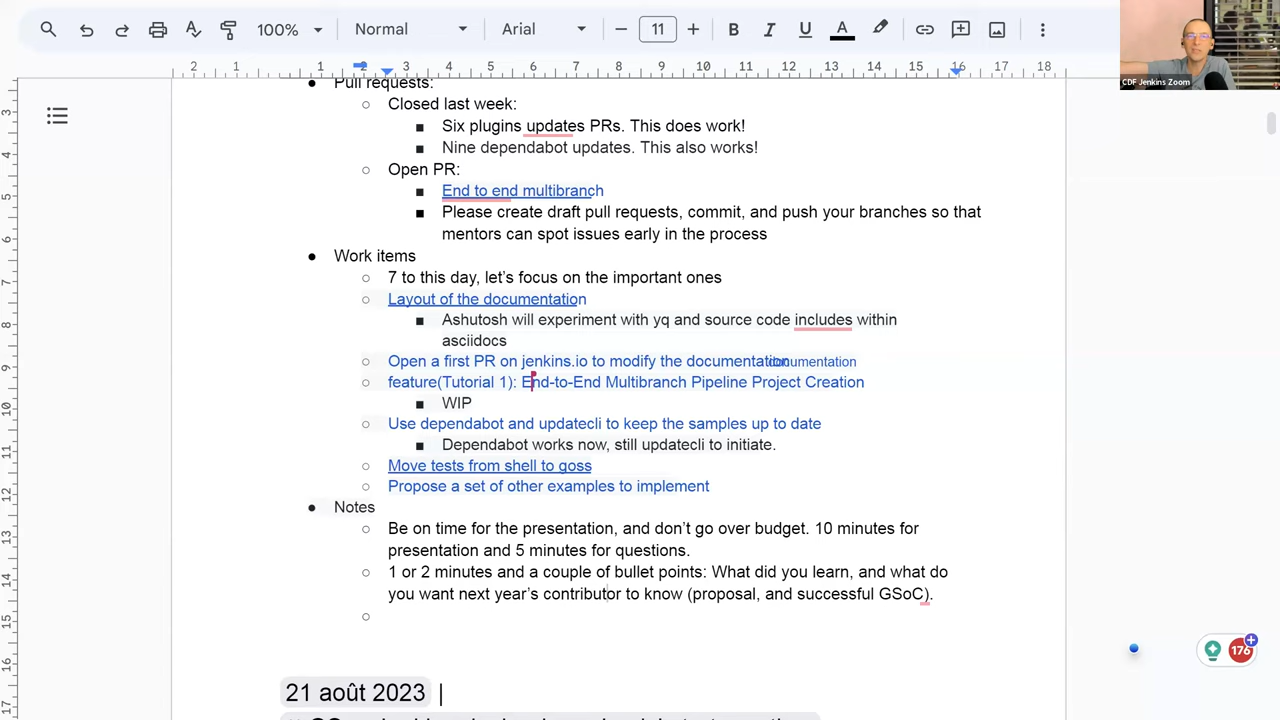 100%
Normal
Arial
11
B I U A
CDF Jenkins Zoom
2 1 2 3 4 5 6 7 8 9 10 11 12 13 14 15 16 17 18
Pull requests:
Closed last week:
Six plugins updates PRs. This does work!
Nine dependabot updates. This also works!
Open PR:
End to end multibranch
Please create draft pull requests, commit, and push your branches so that
mentors can spot issues early in the process
Work items
7 to this day, let's focus on the important ones
Layout of the documentation
Ashutosh will experiment with yq and source code includes within
asciidocs
Open a first PR on jenkins.io to modify the documentation
feature(Tutorial 1): End-to-End Multibranch Pipeline Project Creation
WIP
Use dependabot and updatecli to keep the samples up to date
Dependabot works now, still updatecli to initiate.
Move tests from shell to goss
Propose a set of other examples to implement
Notes
Be on time for the presentation, and don't go over budget. 10 minutes for
presentation and 5 minutes for questions.
1 or 2 minutes and a couple of bullet points: What did you learn, and what do
you want next year's contributor to know (proposal, and successful GSoC).
176
21 août 2023 |